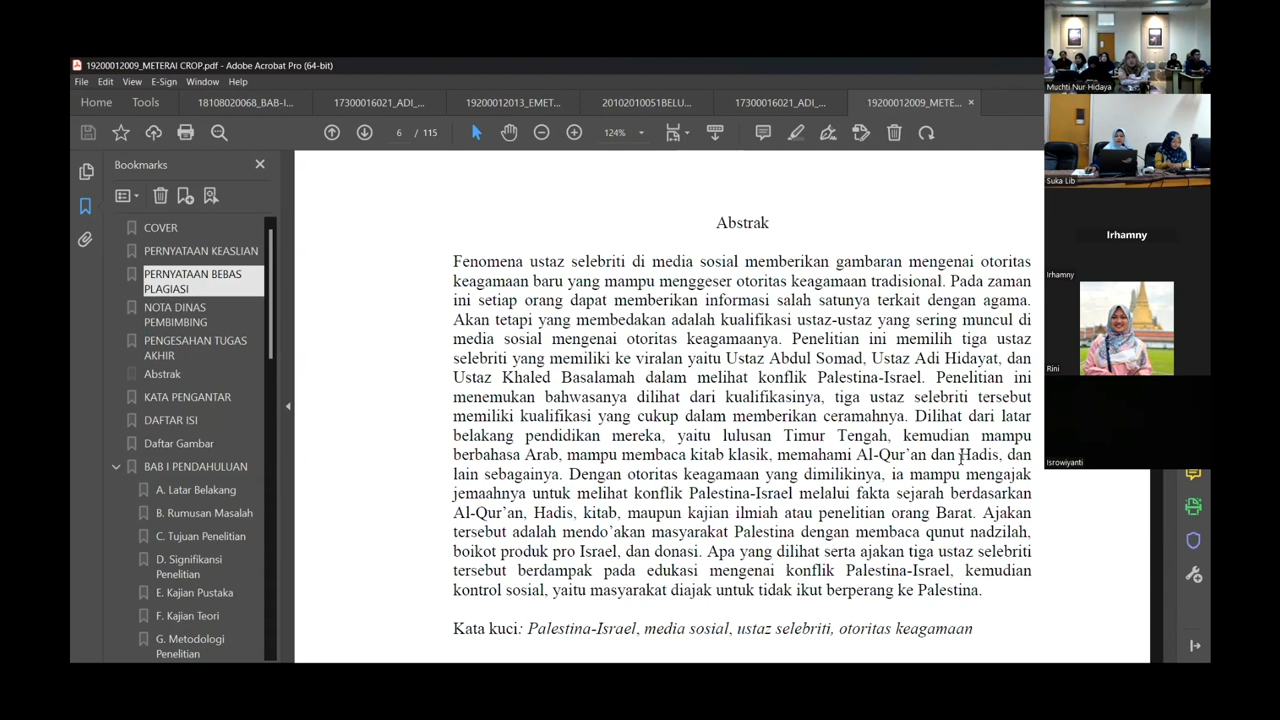 19200012009_METERAI CROP.pdf - Adobe Acrobat Pro (64-bit)
File Edit View E-Sign Window Help
Home Tools 18108020068_BAB-I... 17300016021_ADI_... 19200012013_EMET... 20102010051BELU... 17300016021_ADI_... 19200012009_METE... ×
6 / 115 124%
Bookmarks
COVER
PERNYATAAN KEASLIAN
PERNYATAAN BEBAS
PLAGIASI
NOTA DINAS
PEMBIMBING
PENGESAHAN TUGAS
AKHIR
Abstrak
KATA PENGANTAR
DAFTAR ISI
Daftar Gambar
BAB I PENDAHULUAN
A. Latar Belakang
B. Rumusan Masalah
C. Tujuan Penelitian
D. Signifikansi
Penelitian
E. Kajian Pustaka
F. Kajian Teori
G. Metodologi
Penelitian
Abstrak
Fenomena ustaz selebriti di media sosial memberikan gambaran mengenai otoritas
keagamaan baru yang mampu menggeser otoritas keagamaan tradisional. Pada zaman
ini setiap orang dapat memberikan informasi salah satunya terkait dengan agama.
Akan tetapi yang membedakan adalah kualifikasi ustaz-ustaz yang sering muncul di
media sosial mengenai otoritas keagamaanya. Penelitian ini memilih tiga ustaz
selebriti yang memiliki ke viralan yaitu Ustaz Abdul Somad, Ustaz Adi Hidayat, dan
Ustaz Khaled Basalamah dalam melihat konflik Palestina-Israel. Penelitian ini
menemukan bahwasanya dilihat dari kualifikasinya, tiga ustaz selebriti tersebut
memiliki kualifikasi yang cukup dalam memberikan ceramahnya. Dilihat dari latar
belakang pendidikan mereka, yaitu lulusan Timur Tengah, kemudian mampu
berbahasa Arab, mampu membaca kitab klasik, memahami Al-Qur’an dan Hadis, dan
lain sebagainya. Dengan otoritas keagamaan yang dimilikinya, ia mampu mengajak
jemaahnya untuk melihat konflik Palestina-Israel melalui fakta sejarah berdasarkan
Al-Qur’an, Hadis, kitab, maupun kajian ilmiah atau penelitian orang Barat. Ajakan
tersebut adalah mendo’akan masyarakat Palestina dengan membaca qunut nadzilah,
boikot produk pro Israel, dan donasi. Apa yang dilihat serta ajakan tiga ustaz selebriti
tersebut berdampak pada edukasi mengenai konflik Palestina-Israel, kemudian
kontrol sosial, yaitu masyarakat diajak untuk tidak ikut berperang ke Palestina.
Kata kuci: Palestina-Israel, media sosial, ustaz selebriti, otoritas keagamaan
Muchti Nur Hidaya
Suka Lib
Irhamny
Irhamny
Rini
Isrowiyanti